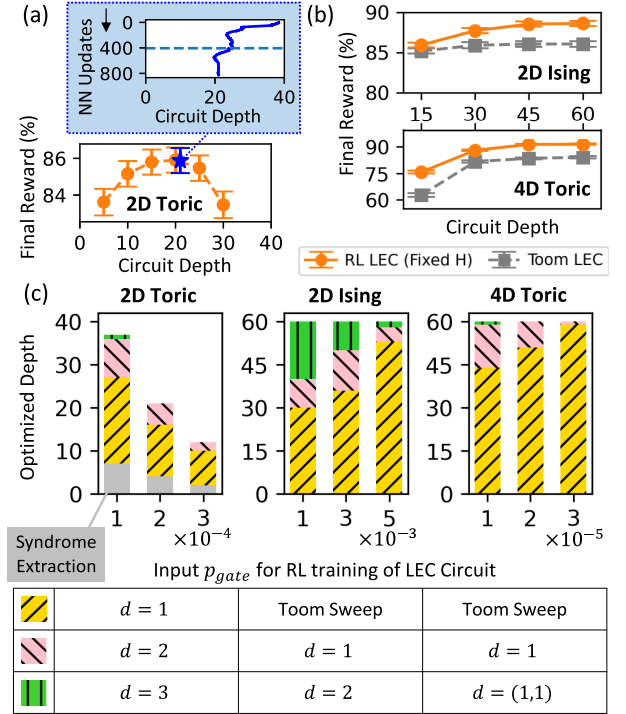 (a)
NN Updates
0
400
800
0 20 40
Circuit Depth
Final Reward (%)
86
84
2D Toric
0 10 20 30 40
Circuit Depth
(b)
Final Reward (%)
90
85
80
2D Ising
15 30 45 60
90
75
60
4D Toric
Circuit Depth
RL LEC (Fixed H) Toom LEC
(c)
2D Toric 2D Ising 4D Toric
Optimized Depth
40
30
20
10
0
60
45
30
15
0
60
45
30
15
0
1 2 3
×10⁻⁴
1 3 5
×10⁻³
1 2 3
×10⁻⁵
Syndrome
Extraction
Input p_gate for RL training of LEC Circuit
d = 1 Toom Sweep Toom Sweep
d = 2 d = 1 d = 1
d = 3 d = 2 d = (1,1)